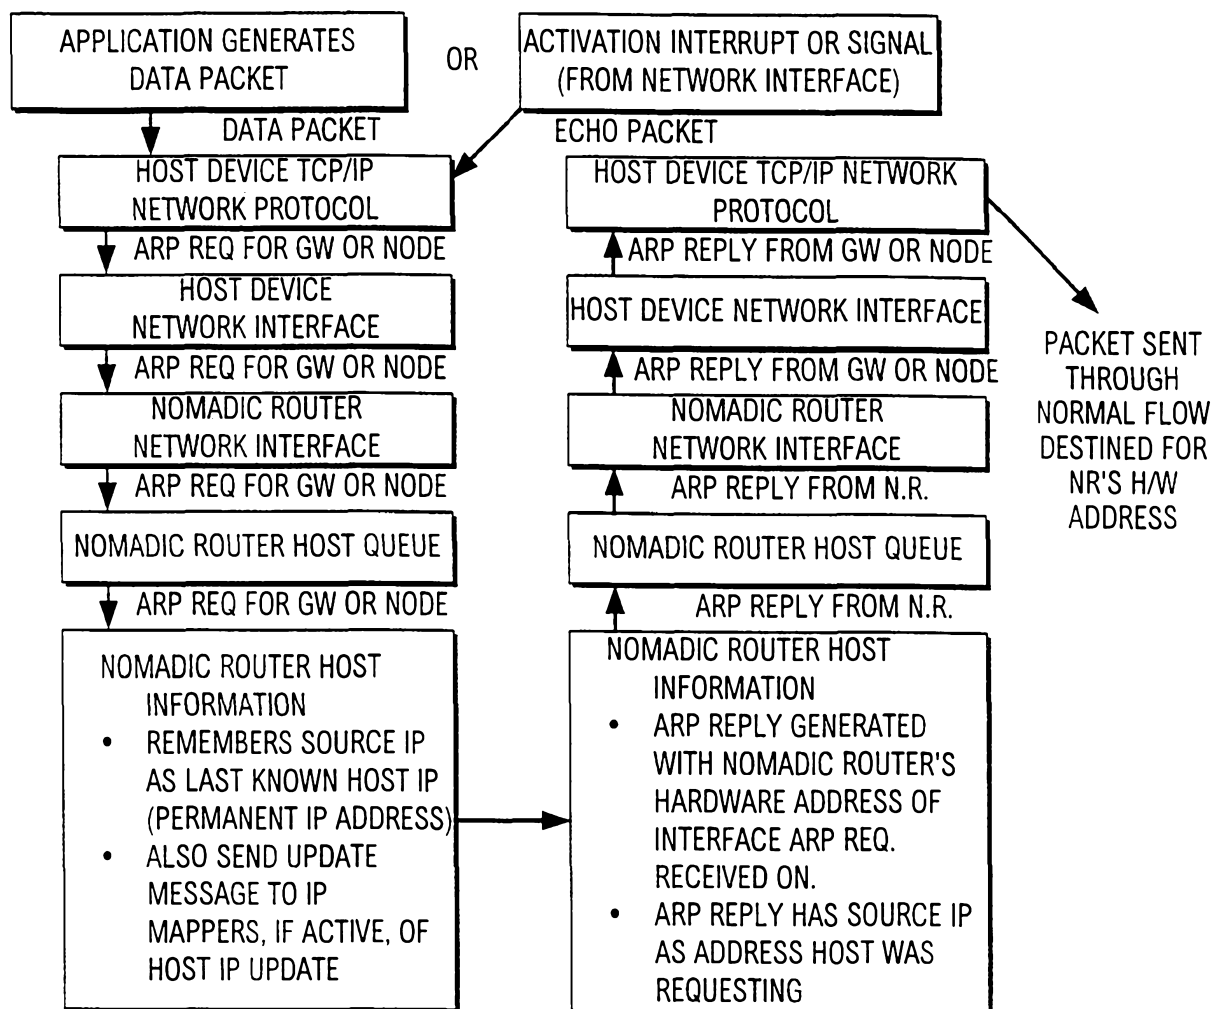 APPLICATION GENERATES
DATA PACKET
OR
ACTIVATION INTERRUPT OR SIGNAL
(FROM NETWORK INTERFACE)
DATA PACKET
ECHO PACKET
HOST DEVICE TCP/IP
NETWORK PROTOCOL
ARP REQ FOR GW OR NODE
HOST DEVICE
NETWORK INTERFACE
ARP REQ FOR GW OR NODE
NOMADIC ROUTER
NETWORK INTERFACE
ARP REQ FOR GW OR NODE
NOMADIC ROUTER HOST QUEUE
ARP REQ FOR GW OR NODE
NOMADIC ROUTER HOST
INFORMATION
• REMEMBERS SOURCE IP
AS LAST KNOWN HOST IP
(PERMANENT IP ADDRESS)
• ALSO SEND UPDATE
MESSAGE TO IP
MAPPERS, IF ACTIVE, OF
HOST IP UPDATE
HOST DEVICE TCP/IP NETWORK
PROTOCOL
ARP REPLY FROM GW OR NODE
HOST DEVICE NETWORK INTERFACE
ARP REPLY FROM GW OR NODE
NOMADIC ROUTER
NETWORK INTERFACE
ARP REPLY FROM N.R.
NOMADIC ROUTER HOST QUEUE
ARP REPLY FROM N.R.
NOMADIC ROUTER HOST
INFORMATION
• ARP REPLY GENERATED
WITH NOMADIC ROUTER'S
HARDWARE ADDRESS OF
INTERFACE ARP REQ.
RECEIVED ON.
• ARP REPLY HAS SOURCE IP
AS ADDRESS HOST WAS
REQUESTING
PACKET SENT
THROUGH
NORMAL FLOW
DESTINED FOR
NR'S H/W
ADDRESS